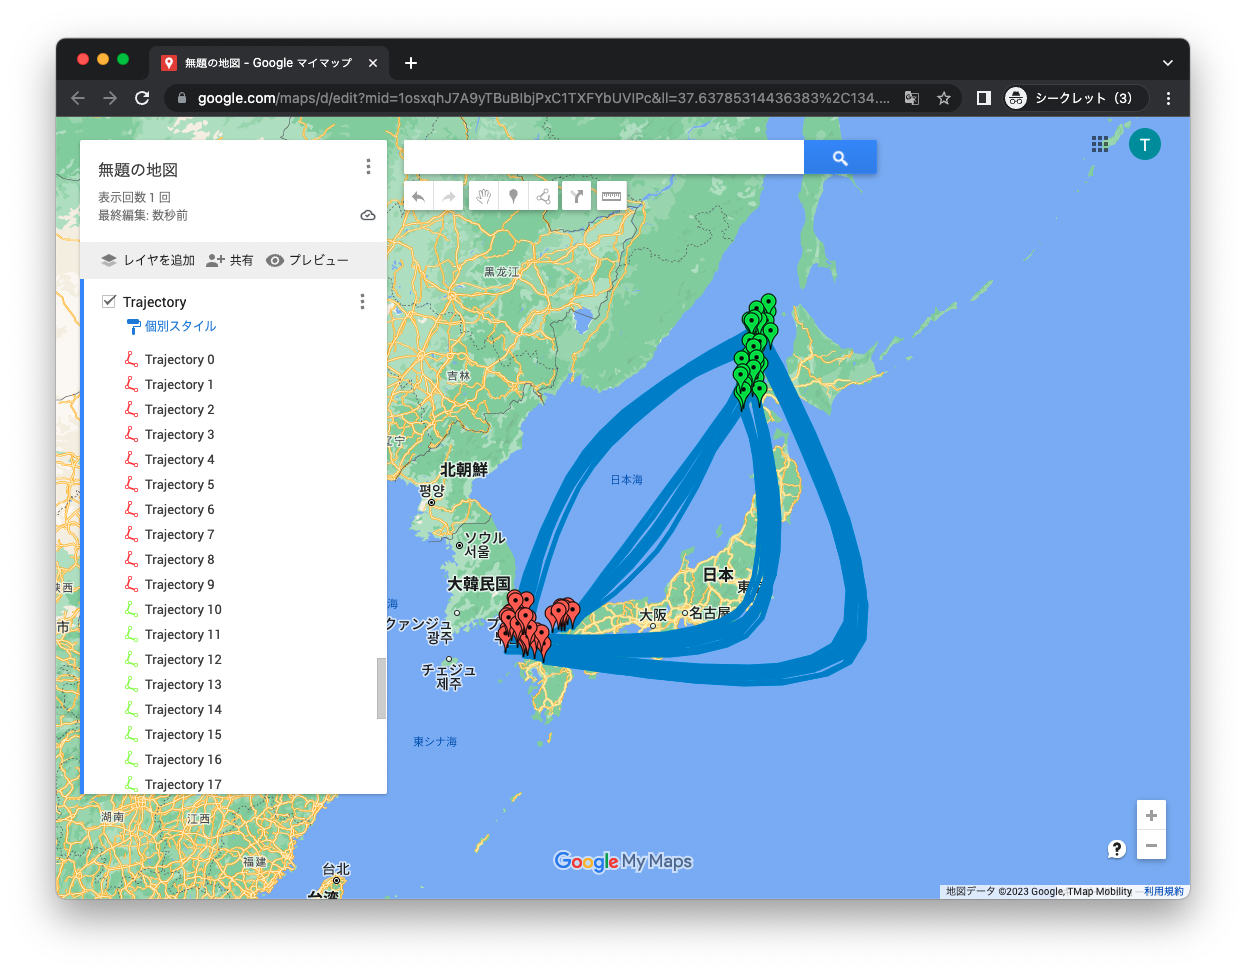 無題の地図 - Google マイマップ
google.com/maps/d/edit?mid=1osxqhJ7A9yTBuBIbjPxC1TXFYbUVIPc&ll=37.63785314436383%2C134....
シークレット（3）
無題の地図
表示回数 1 回
最終編集: 数秒前
レイヤを追加 共有 プレビュー
Trajectory
個別スタイル
Trajectory 0
Trajectory 1
Trajectory 2
Trajectory 3
Trajectory 4
Trajectory 5
Trajectory 6
Trajectory 7
Trajectory 8
Trajectory 9
Trajectory 10
Trajectory 11
Trajectory 12
Trajectory 13
Trajectory 14
Trajectory 15
Trajectory 16
Trajectory 17
T
黑龙江
吉林
辽宁
北朝鮮
평양
日本海
ソウル
서울
大韓民国
日本
東
大阪
名古屋
海
クァンジュ
광주
チェジュ
제주
陕西
市
東シナ海
湖南
江西
福建
台北
台湾
Google My Maps
?
地図データ ©2023 Google, TMap Mobility
利用規約